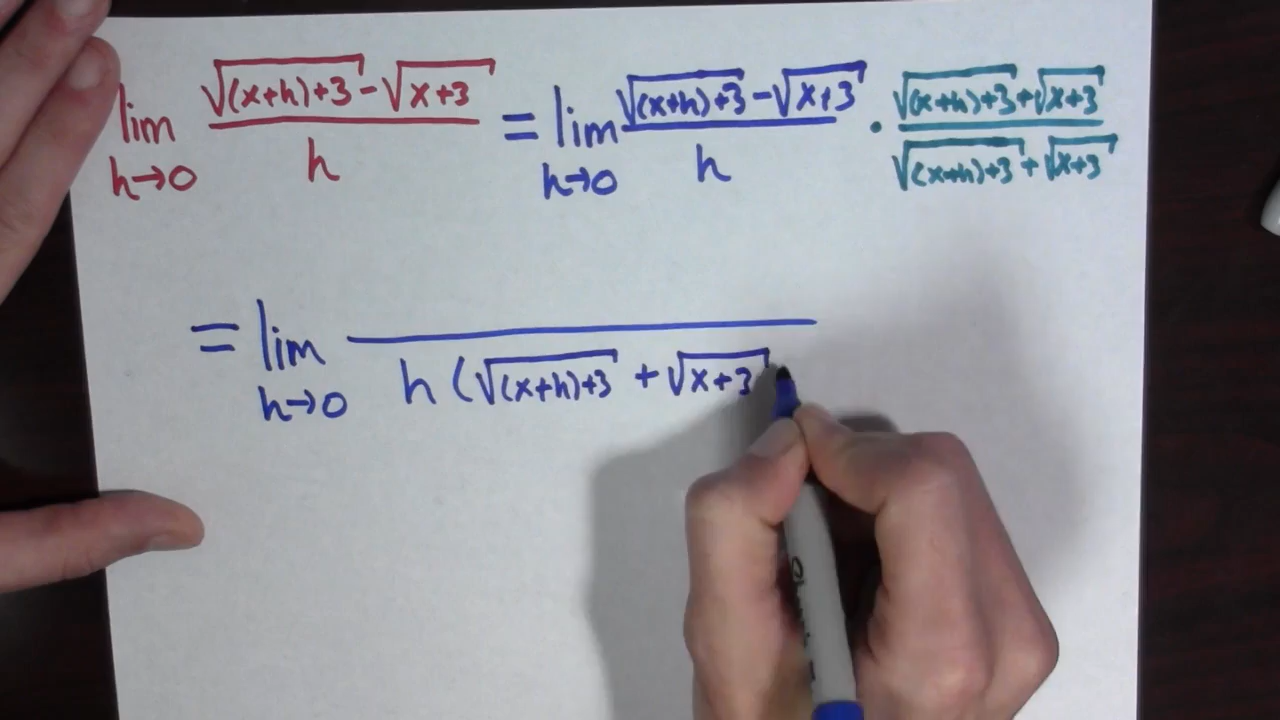 lim h→0 (√((x+h)+3) − √(x+3)) / h = lim h→0 (√((x+h)+3) − √(x+3)) / h · (√((x+h)+3) + √(x+3)) / (√((x+h)+3) + √(x+3))
= lim h→0 / h (√((x+h)+3) + √(x+3)